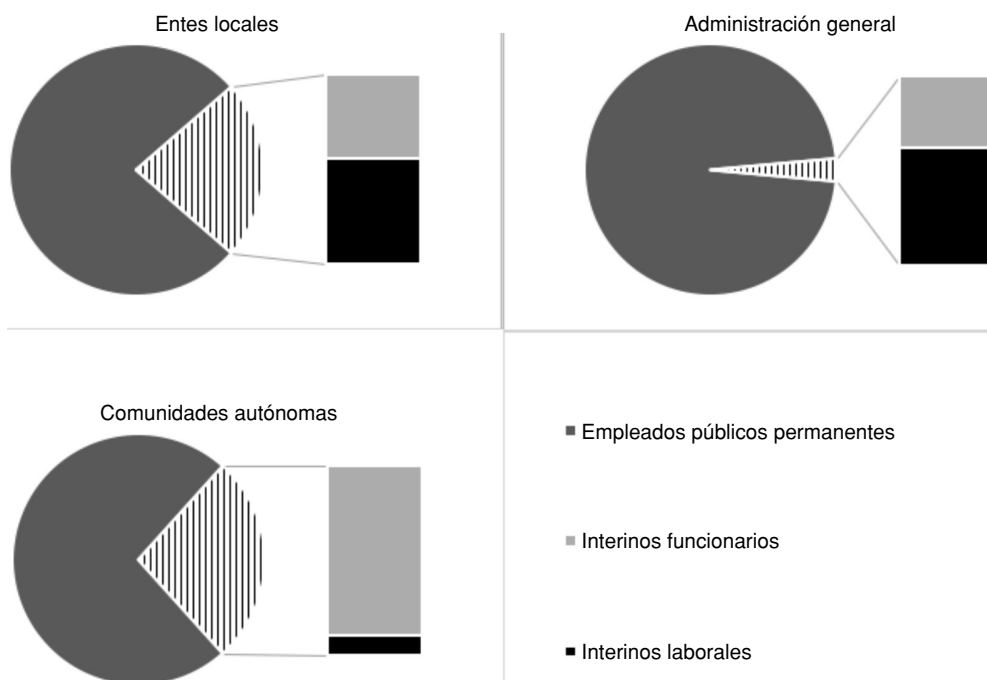 Entes locales
Administración general
Comunidades autónomas
Empleados públicos permanentes
Interinos funcionarios
Interinos laborales